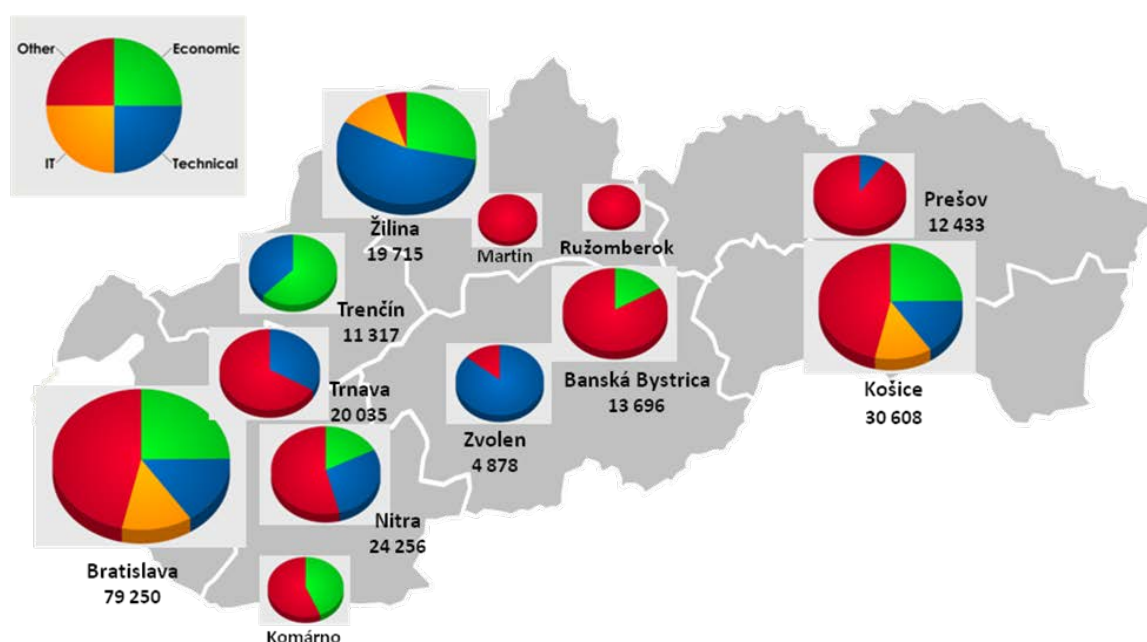 Other
Economic
IT
Technical
Žilina
19 715
Martin
Ružomberok
Prešov
12 433
Trenčín
11 317
Trnava
20 035
Banská Bystrica
13 696
Košice
30 608
Zvolen
4 878
Nitra
24 256
Bratislava
79 250
Komárno